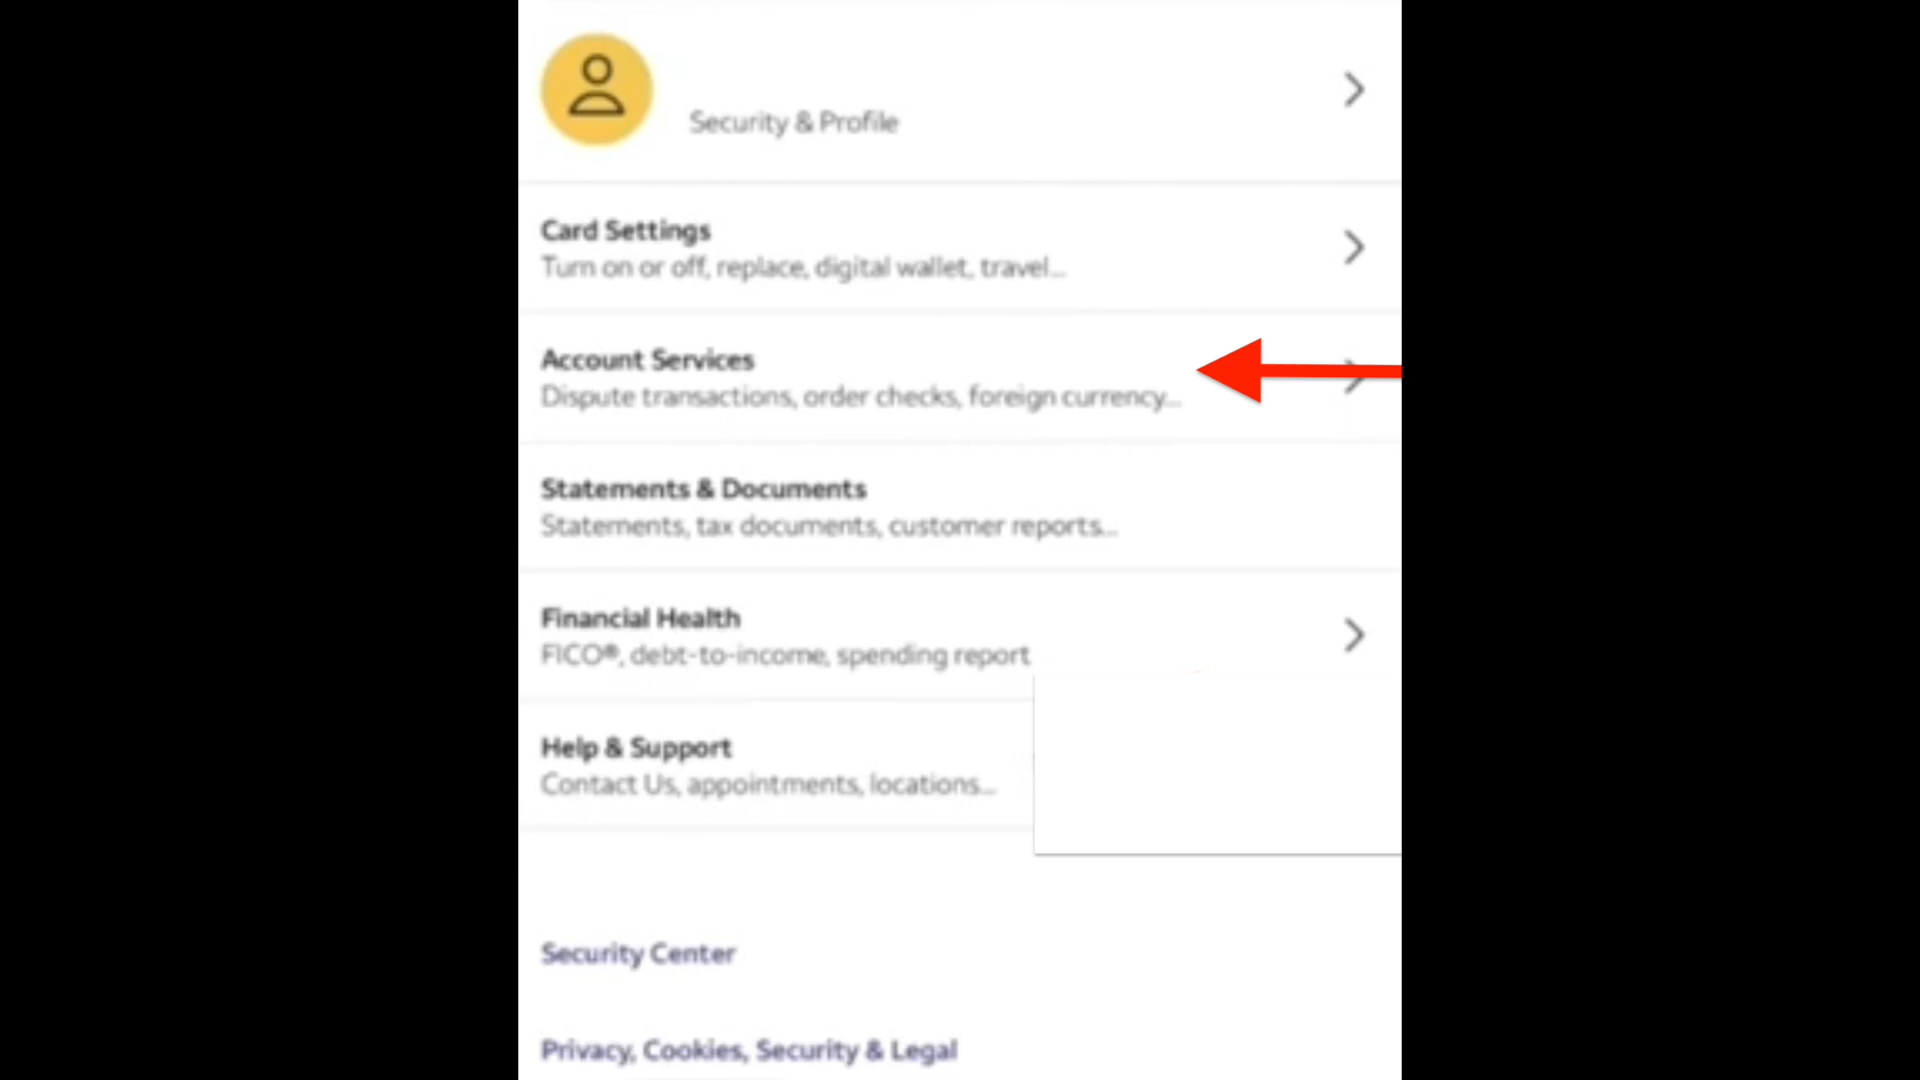 Security & Profile
Card Settings
Turn on or off, replace, digital wallet, travel...
Account Services
Dispute transactions, order checks, foreign currency...
Statements & Documents
Statements, tax documents, customer reports...
Financial Health
FICO®, debt-to-income, spending report
Help & Support
Contact Us, appointments, locations...
Security Center
Privacy, Cookies, Security & Legal